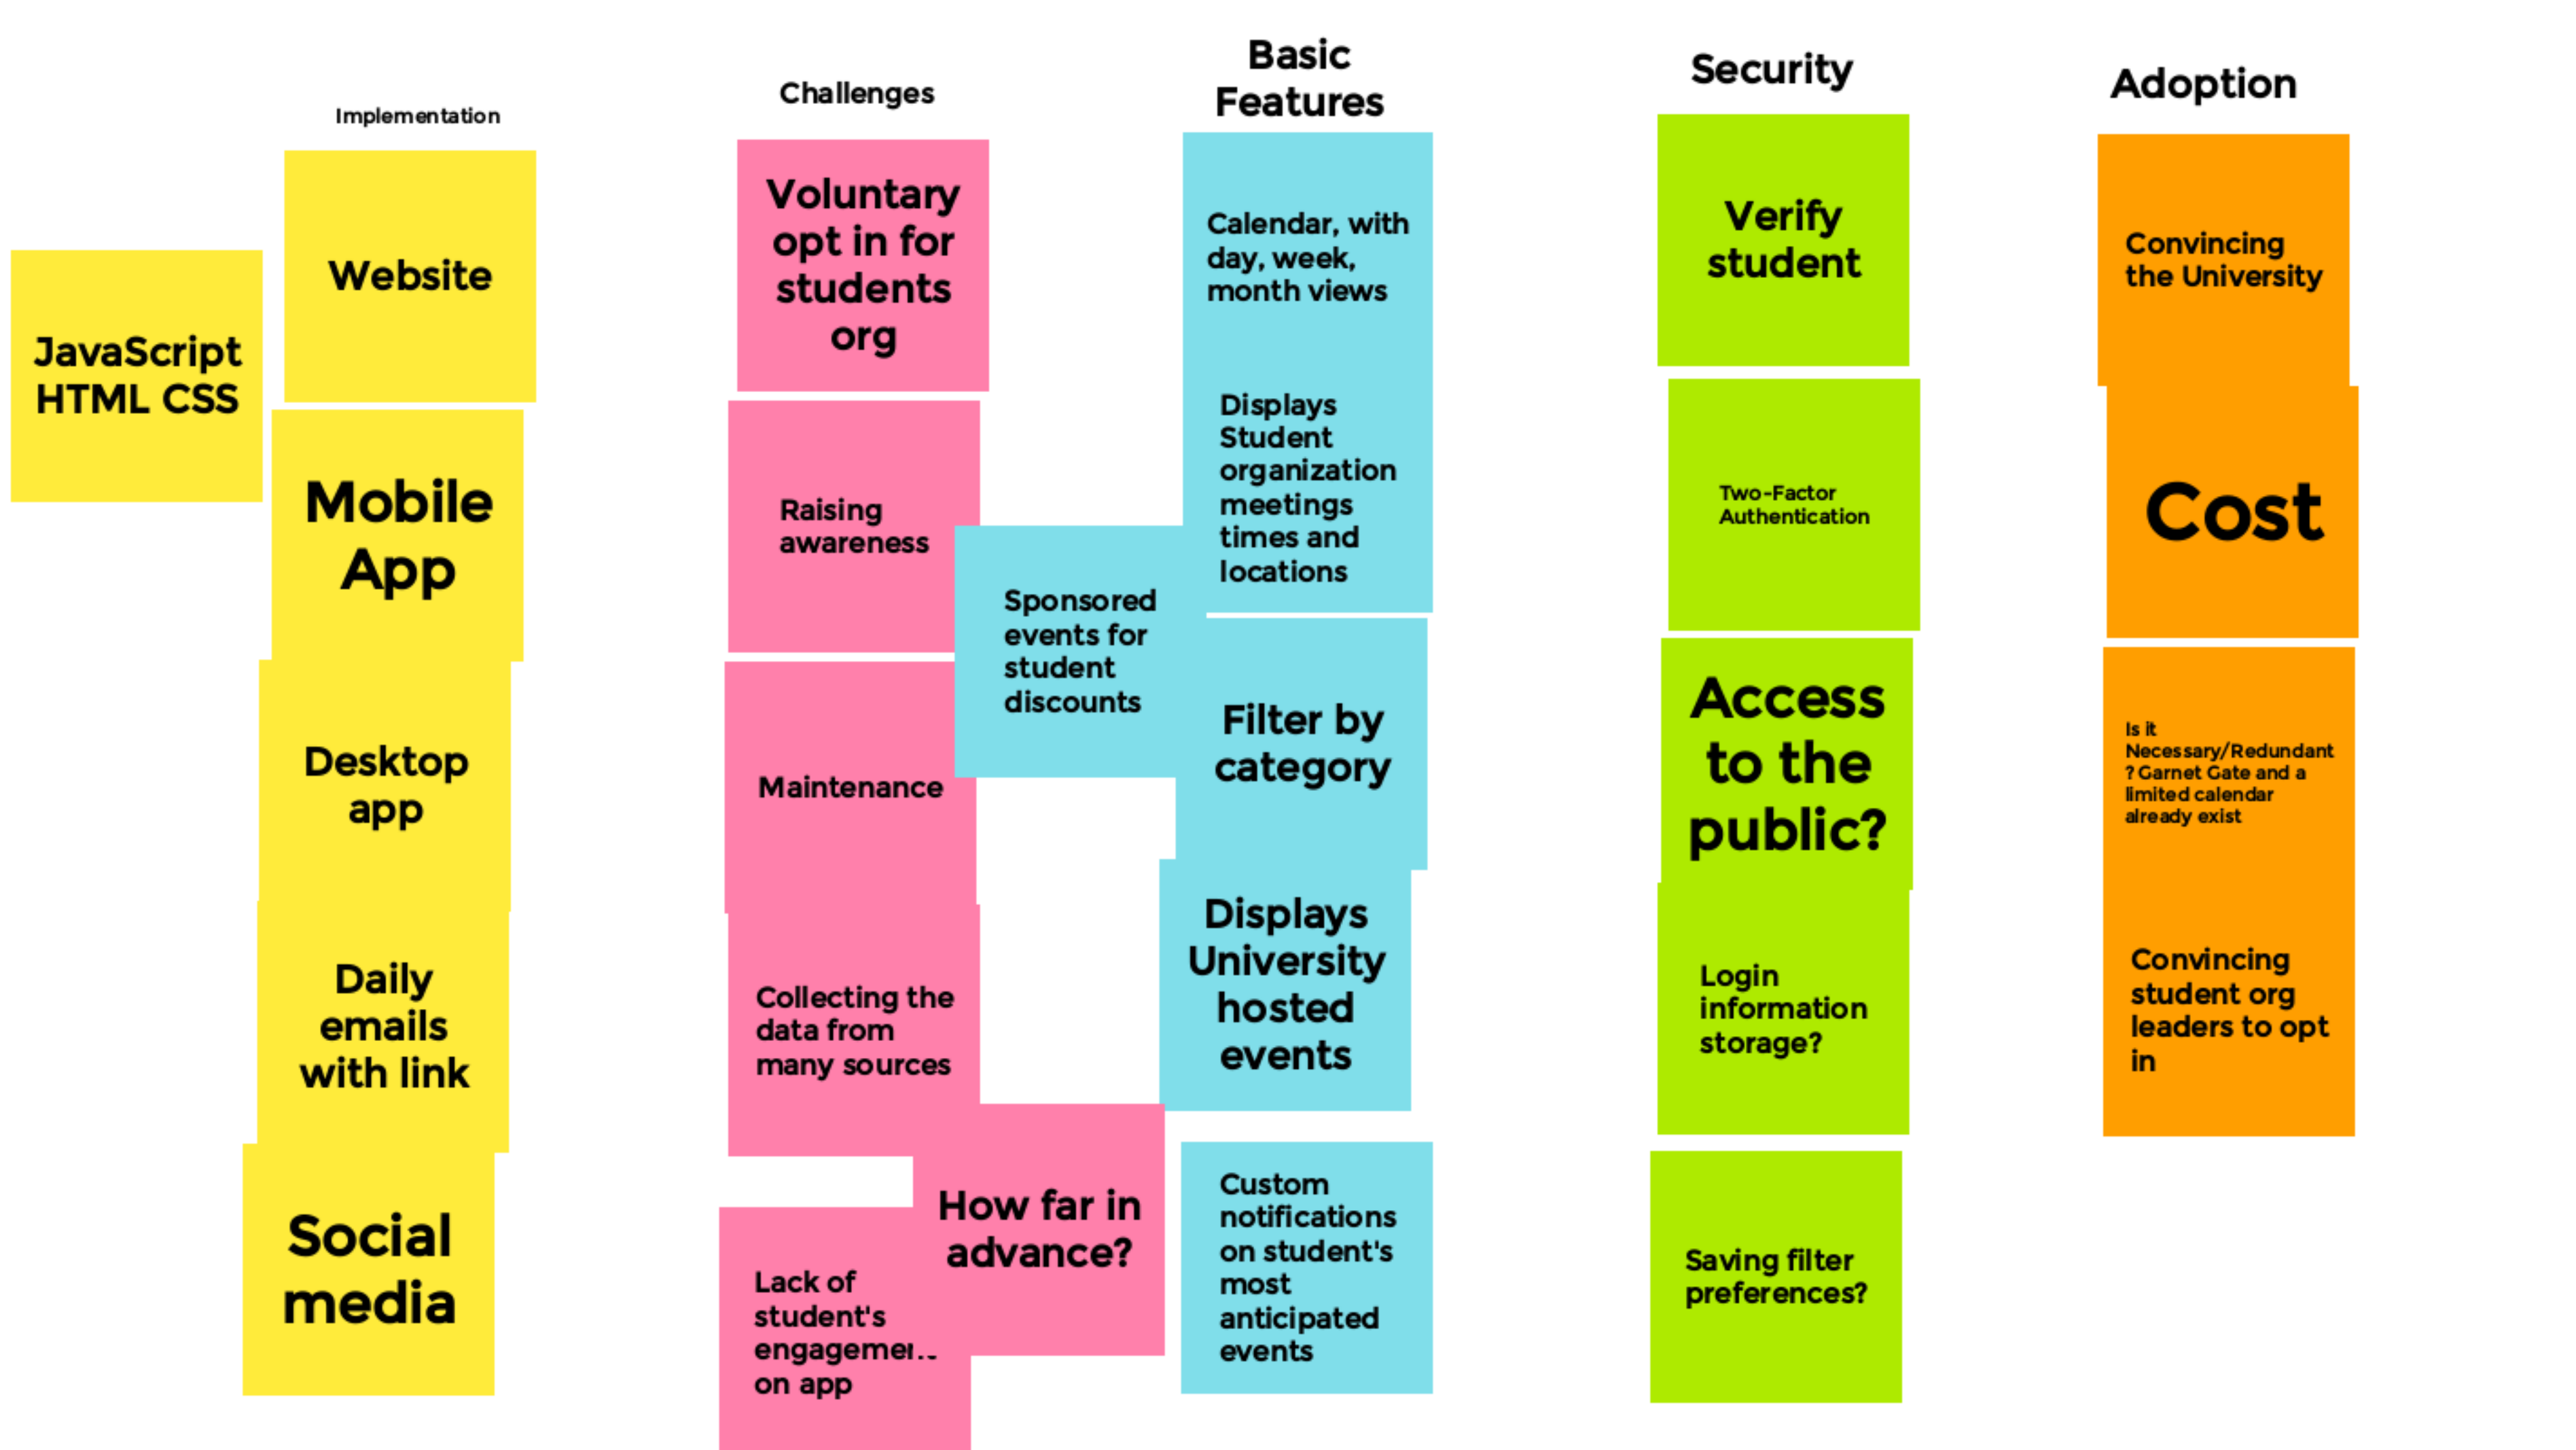 Implementation
JavaScript
HTML CSS
Website
Mobile
App
Desktop
app
Daily
emails
with link
Social
media
Challenges
Voluntary
opt in for
students
org
Raising
awareness
Maintenance
Collecting the
data from
many sources
How far in
advance?
Lack of
student's
on app
Basic
Features
Calendar, with
day, week,
month views
Displays
Student
organization
meetings
times and
locations
Sponsored
events for
student
discounts
Filter by
category
Displays
University
hosted
events
Custom
notifications
on student's
most
anticipated
events
Security
Verify
student
Two-Factor
Authentication
Access
to the
public?
Login
information
storage?
Saving filter
preferences?
Adoption
Convincing
the University
Cost
Is it
Necessary/Redundant
? Garnet Gate and a
limited calendar
already exist
Convincing
student org
leaders to opt
in